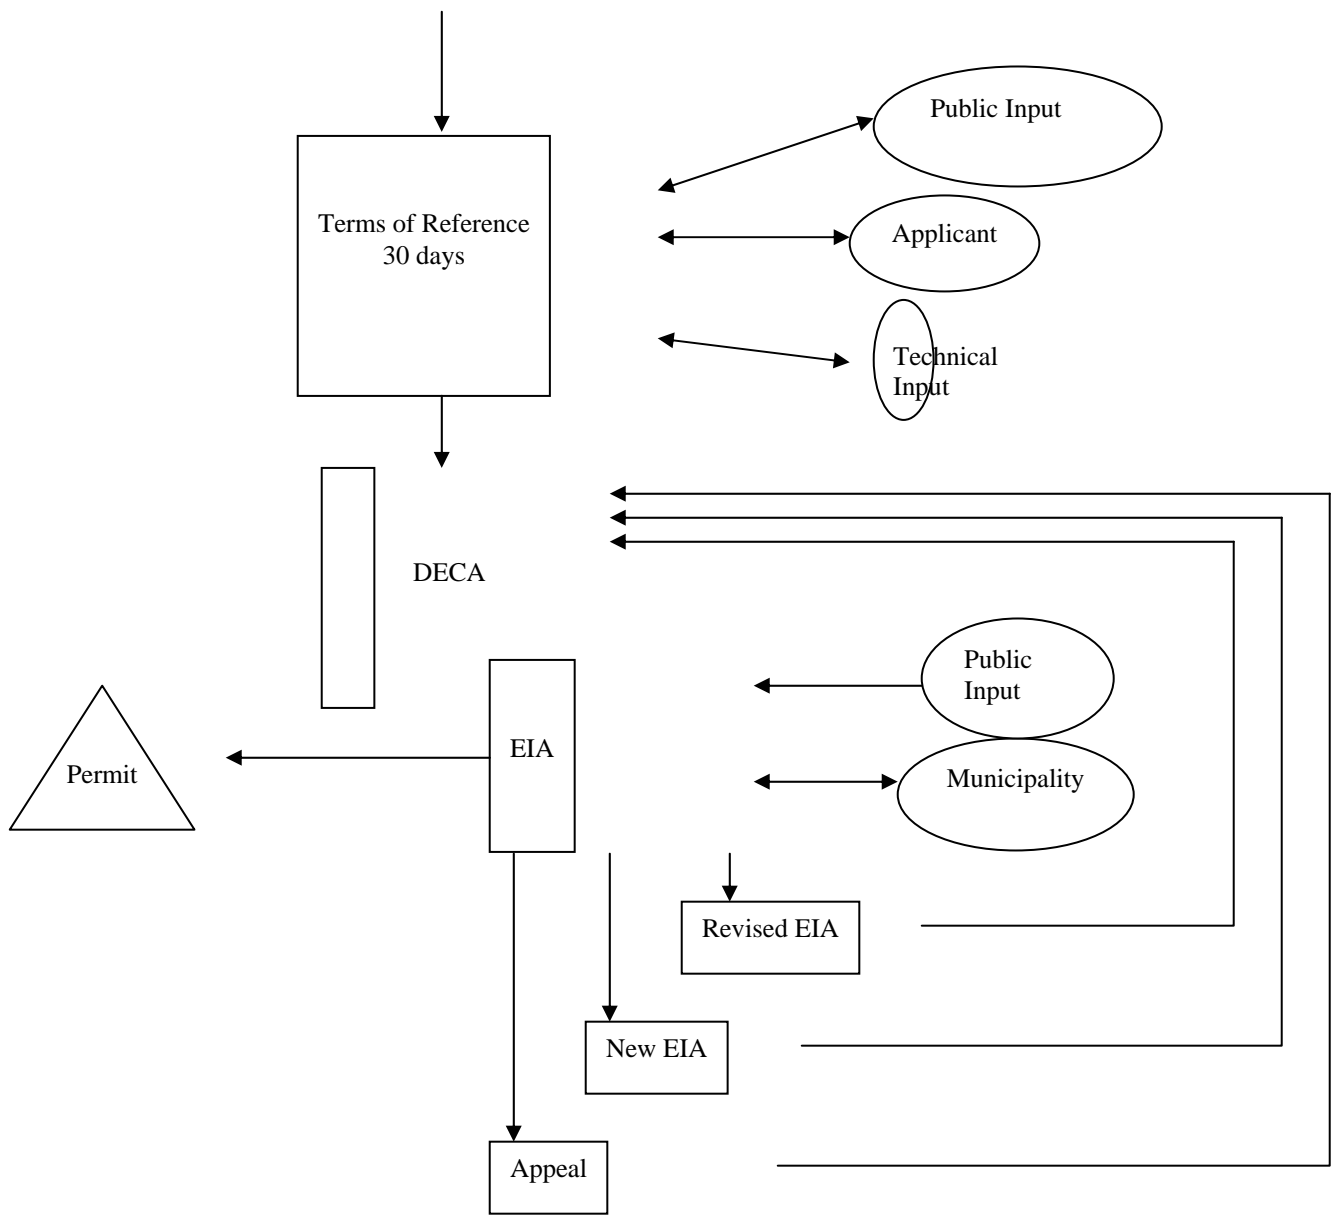 Public Input
Terms of Reference
30 days
Applicant
Technical
Input
DECA
Public
Input
EIA
Permit
Municipality
Revised EIA
New EIA
Appeal